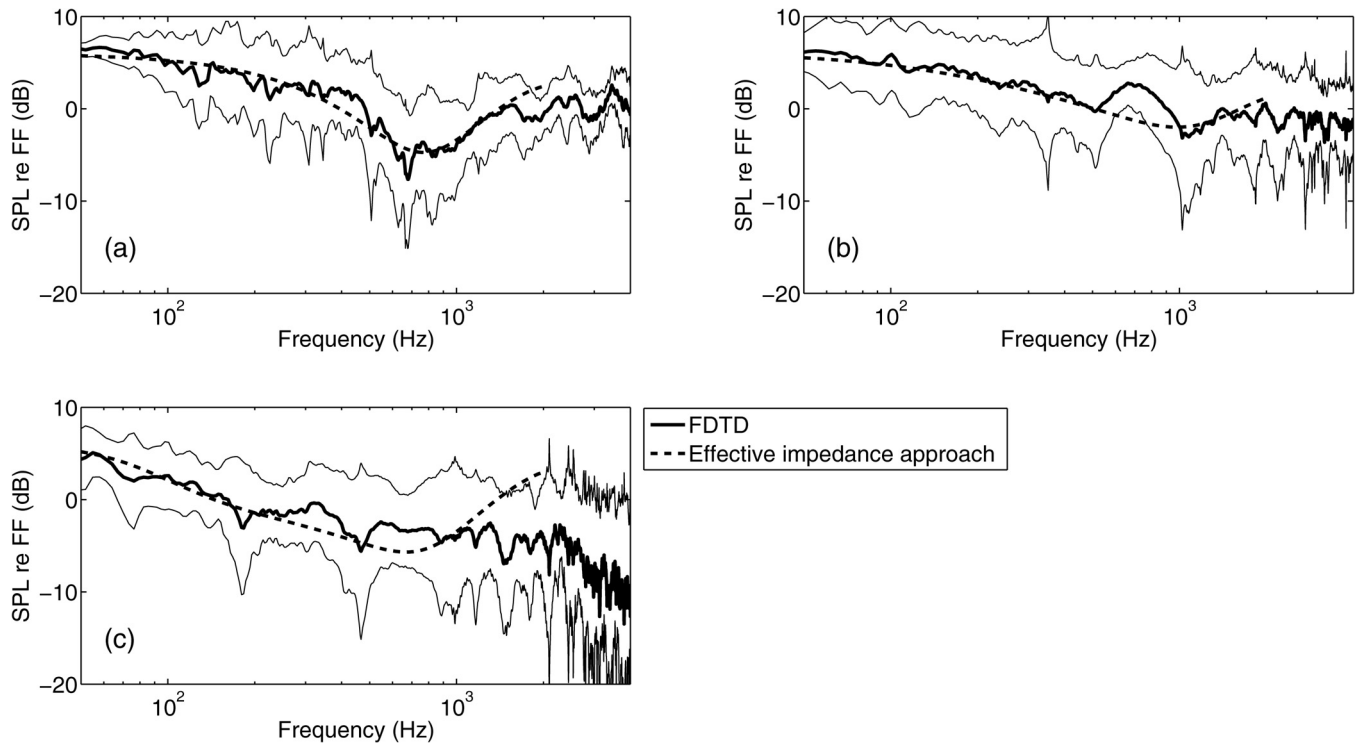 10
0
−10
−20
SPL re FF (dB)
(a)
10²
10³
Frequency (Hz)
10
0
−10
−20
SPL re FF (dB)
(b)
10²
10³
Frequency (Hz)
10
0
−10
−20
SPL re FF (dB)
(c)
10²
10³
Frequency (Hz)
FDTD
Effective impedance approach